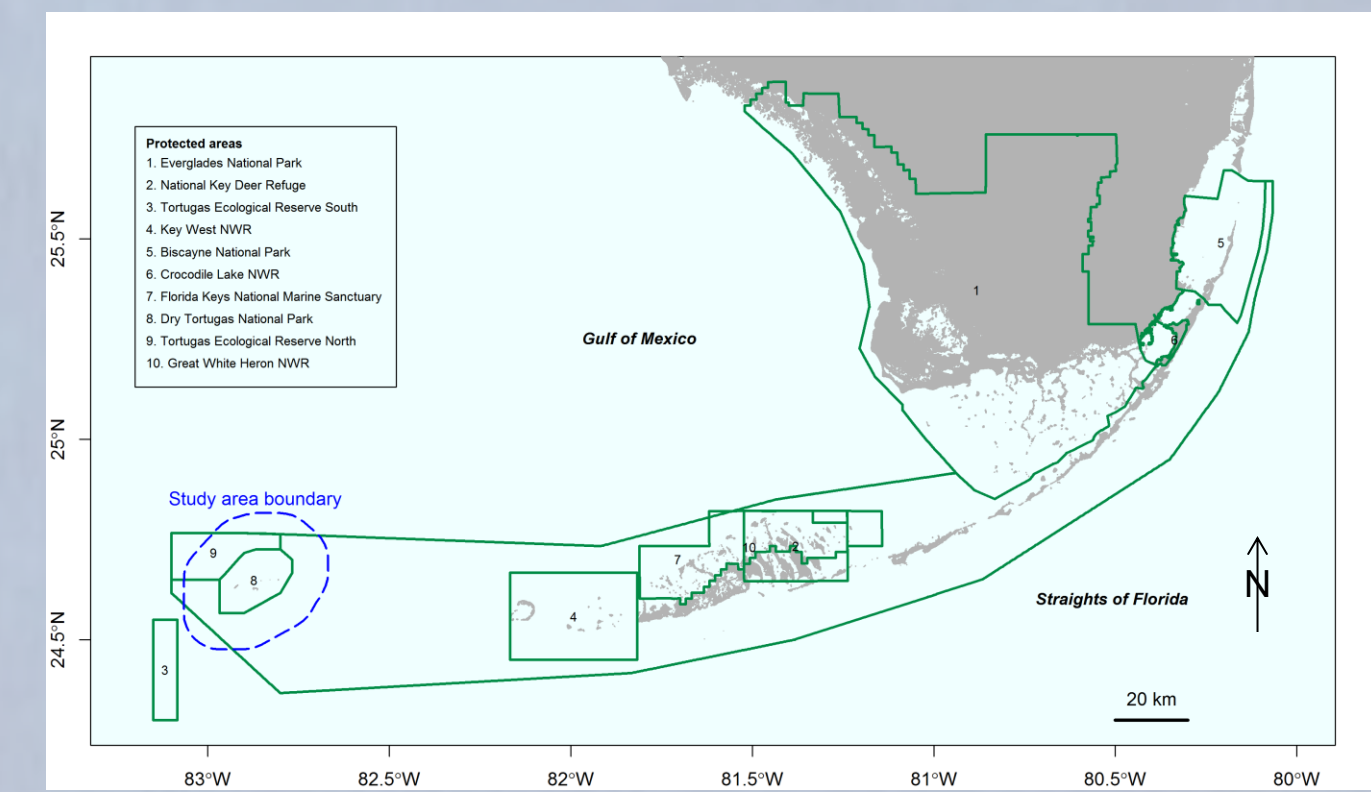 Protected areas
1. Everglades National Park
2. National Key Deer Refuge
3. Tortugas Ecological Reserve South
4. Key West NWR
5. Biscayne National Park
6. Crocodile Lake NWR
7. Florida Keys National Marine Sanctuary
8. Dry Tortugas National Park
9. Tortugas Ecological Reserve North
10. Great White Heron NWR
25.5°N
25°N
24.5°N
5
1
Gulf of Mexico
6
Study area boundary
9
8
10
2
7
4
3
N
Straights of Florida
20 km
83°W
82.5°W
82°W
81.5°W
81°W
80.5°W
80°W